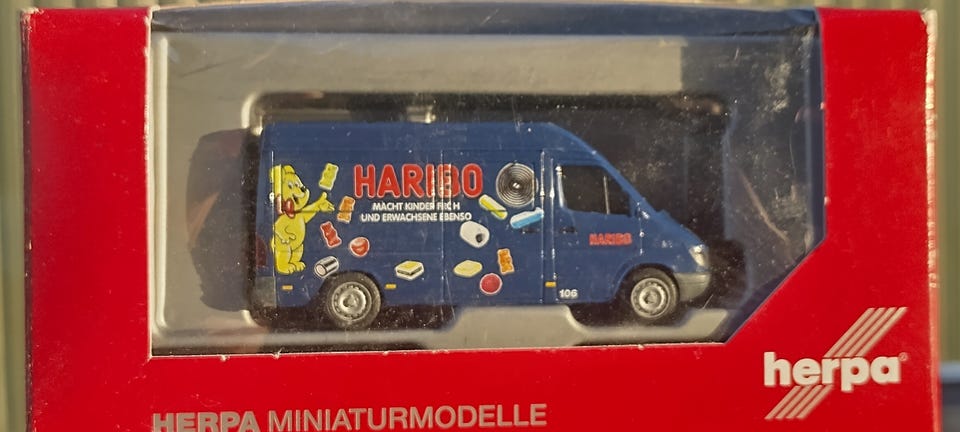 HARIBO
MACHT KINDER FROH
UND ERWACHSENE EBENSO
HARIBO
106
herpa
HERPA MINIATURMODELLE